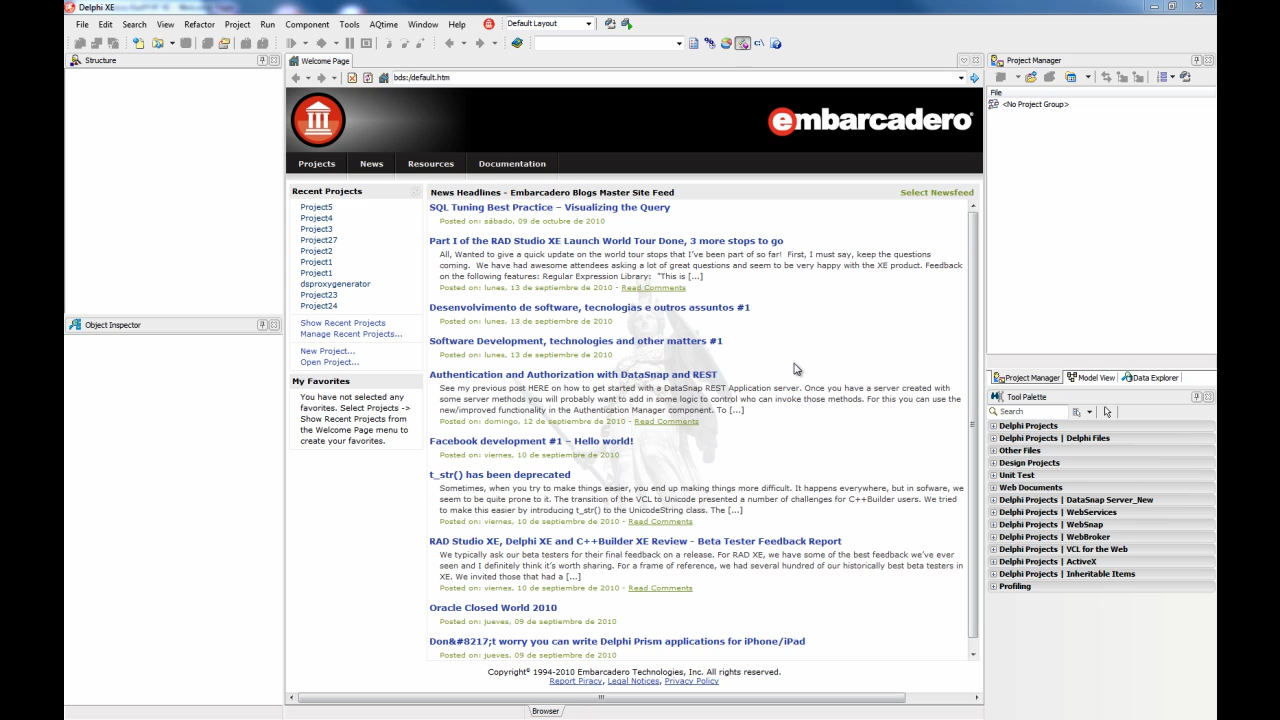 Delphi XE
File Edit Search View Refactor Project Run Component Tools AQtime Window Help Default Layout
Structure
Object Inspector
Welcome Page
bds:/default.htm
embarcadero
Projects News Resources Documentation
Recent Projects
Project5
Project4
Project3
Project27
Project2
Project1
Project1
dsproxygenerator
Project23
Project24
Show Recent Projects
Manage Recent Projects...
New Project...
Open Project...
My Favorites
You have not selected any
favorites. Select Projects ->
Show Recent Projects from
the Welcome Page menu to
create your favorites.
News Headlines - Embarcadero Blogs Master Site Feed Select Newsfeed
SQL Tuning Best Practice – Visualizing the Query
Posted on: sábado, 09 de octubre de 2010
Part I of the RAD Studio XE Launch World Tour Done, 3 more stops to go
All, Wanted to give a quick update on the world tour stops that I've been part of so far! First, I must say, keep the questions
coming. We have had awesome attendees asking a lot of great questions and seem to be very happy with the XE product. Feedback
on the following features: Regular Expression Library: "This is [...]
Posted on: lunes, 13 de septiembre de 2010 - Read Comments
Desenvolvimento de software, tecnologias e outros assuntos #1
Posted on: lunes, 13 de septiembre de 2010
Software Development, technologies and other matters #1
Posted on: lunes, 13 de septiembre de 2010
Authentication and Authorization with DataSnap and REST
See my previous post HERE on how to get started with a DataSnap REST Application server. Once you have a server created with
some server methods you will probably want to add in some logic to control who can invoke those methods. For this you can use the
new/improved functionality in the Authentication Manager component. To [...]
Posted on: domingo, 12 de septiembre de 2010 - Read Comments
Facebook development #1 – Hello world!
Posted on: viernes, 10 de septiembre de 2010
t_str() has been deprecated
Sometimes, when you try to make things easier, you end up making things more difficult. It happens everywhere, but in sofware, we
seem to be quite prone to it. The transition of the VCL to Unicode presented a number of challenges for C++Builder users. We tried
to make this easier by introducing t_str() to the UnicodeString class. The [...]
Posted on: viernes, 10 de septiembre de 2010 - Read Comments
RAD Studio XE, Delphi XE and C++Builder XE Review - Beta Tester Feedback Report
We typically ask our beta testers for their final feedback on a release. For RAD XE, we have some of the best feedback we've ever
seen and I definitely think it's worth sharing. For a frame of reference, we had several hundred of our historically best beta testers in
XE. We invited those that had a [...]
Posted on: viernes, 10 de septiembre de 2010 - Read Comments
Oracle Closed World 2010
Posted on: jueves, 09 de septiembre de 2010
Don&#8217;t worry you can write Delphi Prism applications for iPhone/iPad
Posted on: jueves, 09 de septiembre de 2010
Copyright© 1994-2010 Embarcadero Technologies, Inc. All rights reserved.
Report Piracy, Legal Notices, Privacy Policy
Browser
Project Manager
File
<No Project Group>
Project Manager Model View Data Explorer
Tool Palette
Search
Delphi Projects
Delphi Projects | Delphi Files
Other Files
Design Projects
Unit Test
Web Documents
Delphi Projects | DataSnap Server_New
Delphi Projects | WebServices
Delphi Projects | WebSnap
Delphi Projects | WebBroker
Delphi Projects | VCL for the Web
Delphi Projects | ActiveX
Delphi Projects | Inheritable Items
Profiling